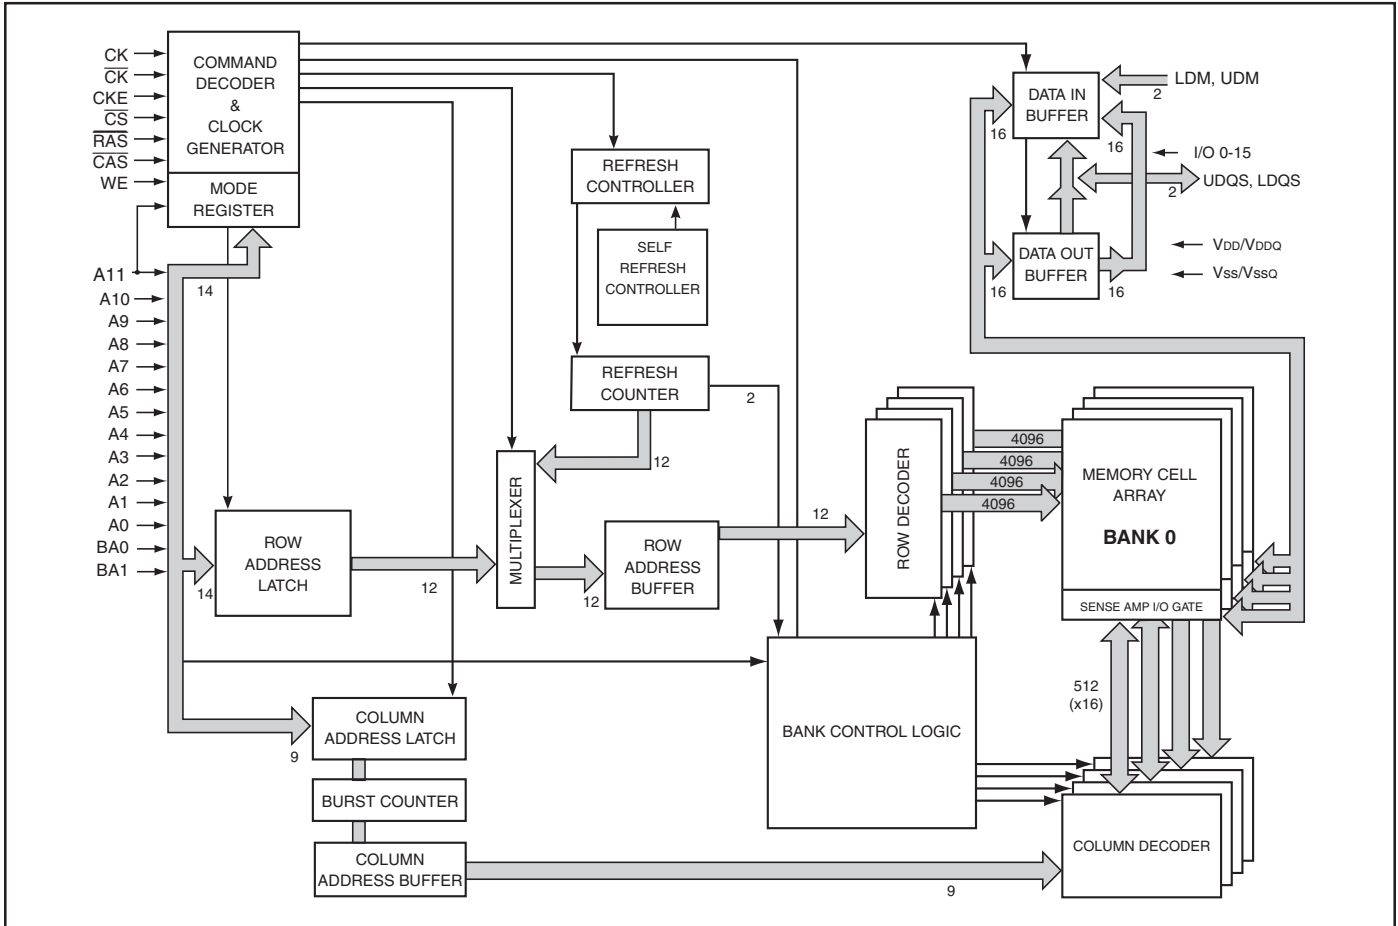 CK
CK
CKE
CS
RAS
CAS
WE
A11
A10
A9
A8
A7
A6
A5
A4
A3
A2
A1
A0
BA0
BA1
COMMAND
DECODER
&
CLOCK
GENERATOR
MODE
REGISTER
14
14
9
ROW
ADDRESS
LATCH
12
COLUMN
ADDRESS LATCH
BURST COUNTER
COLUMN
ADDRESS BUFFER
9
REFRESH
CONTROLLER
SELF
REFRESH
CONTROLLER
REFRESH
COUNTER
2
12
MULTIPLEXER
12
ROW
ADDRESS
BUFFER
12
ROW DECODER
BANK CONTROL LOGIC
4096
4096
4096
4096
MEMORY CELL
ARRAY
BANK 0
SENSE AMP I/O GATE
512
(x16)
COLUMN DECODER
DATA IN
BUFFER
LDM, UDM
2
16
16
I/O 0-15
UDQS, LDQS
2
DATA OUT
BUFFER
16
16
VDD/VDDQ
VSS/VSSQ